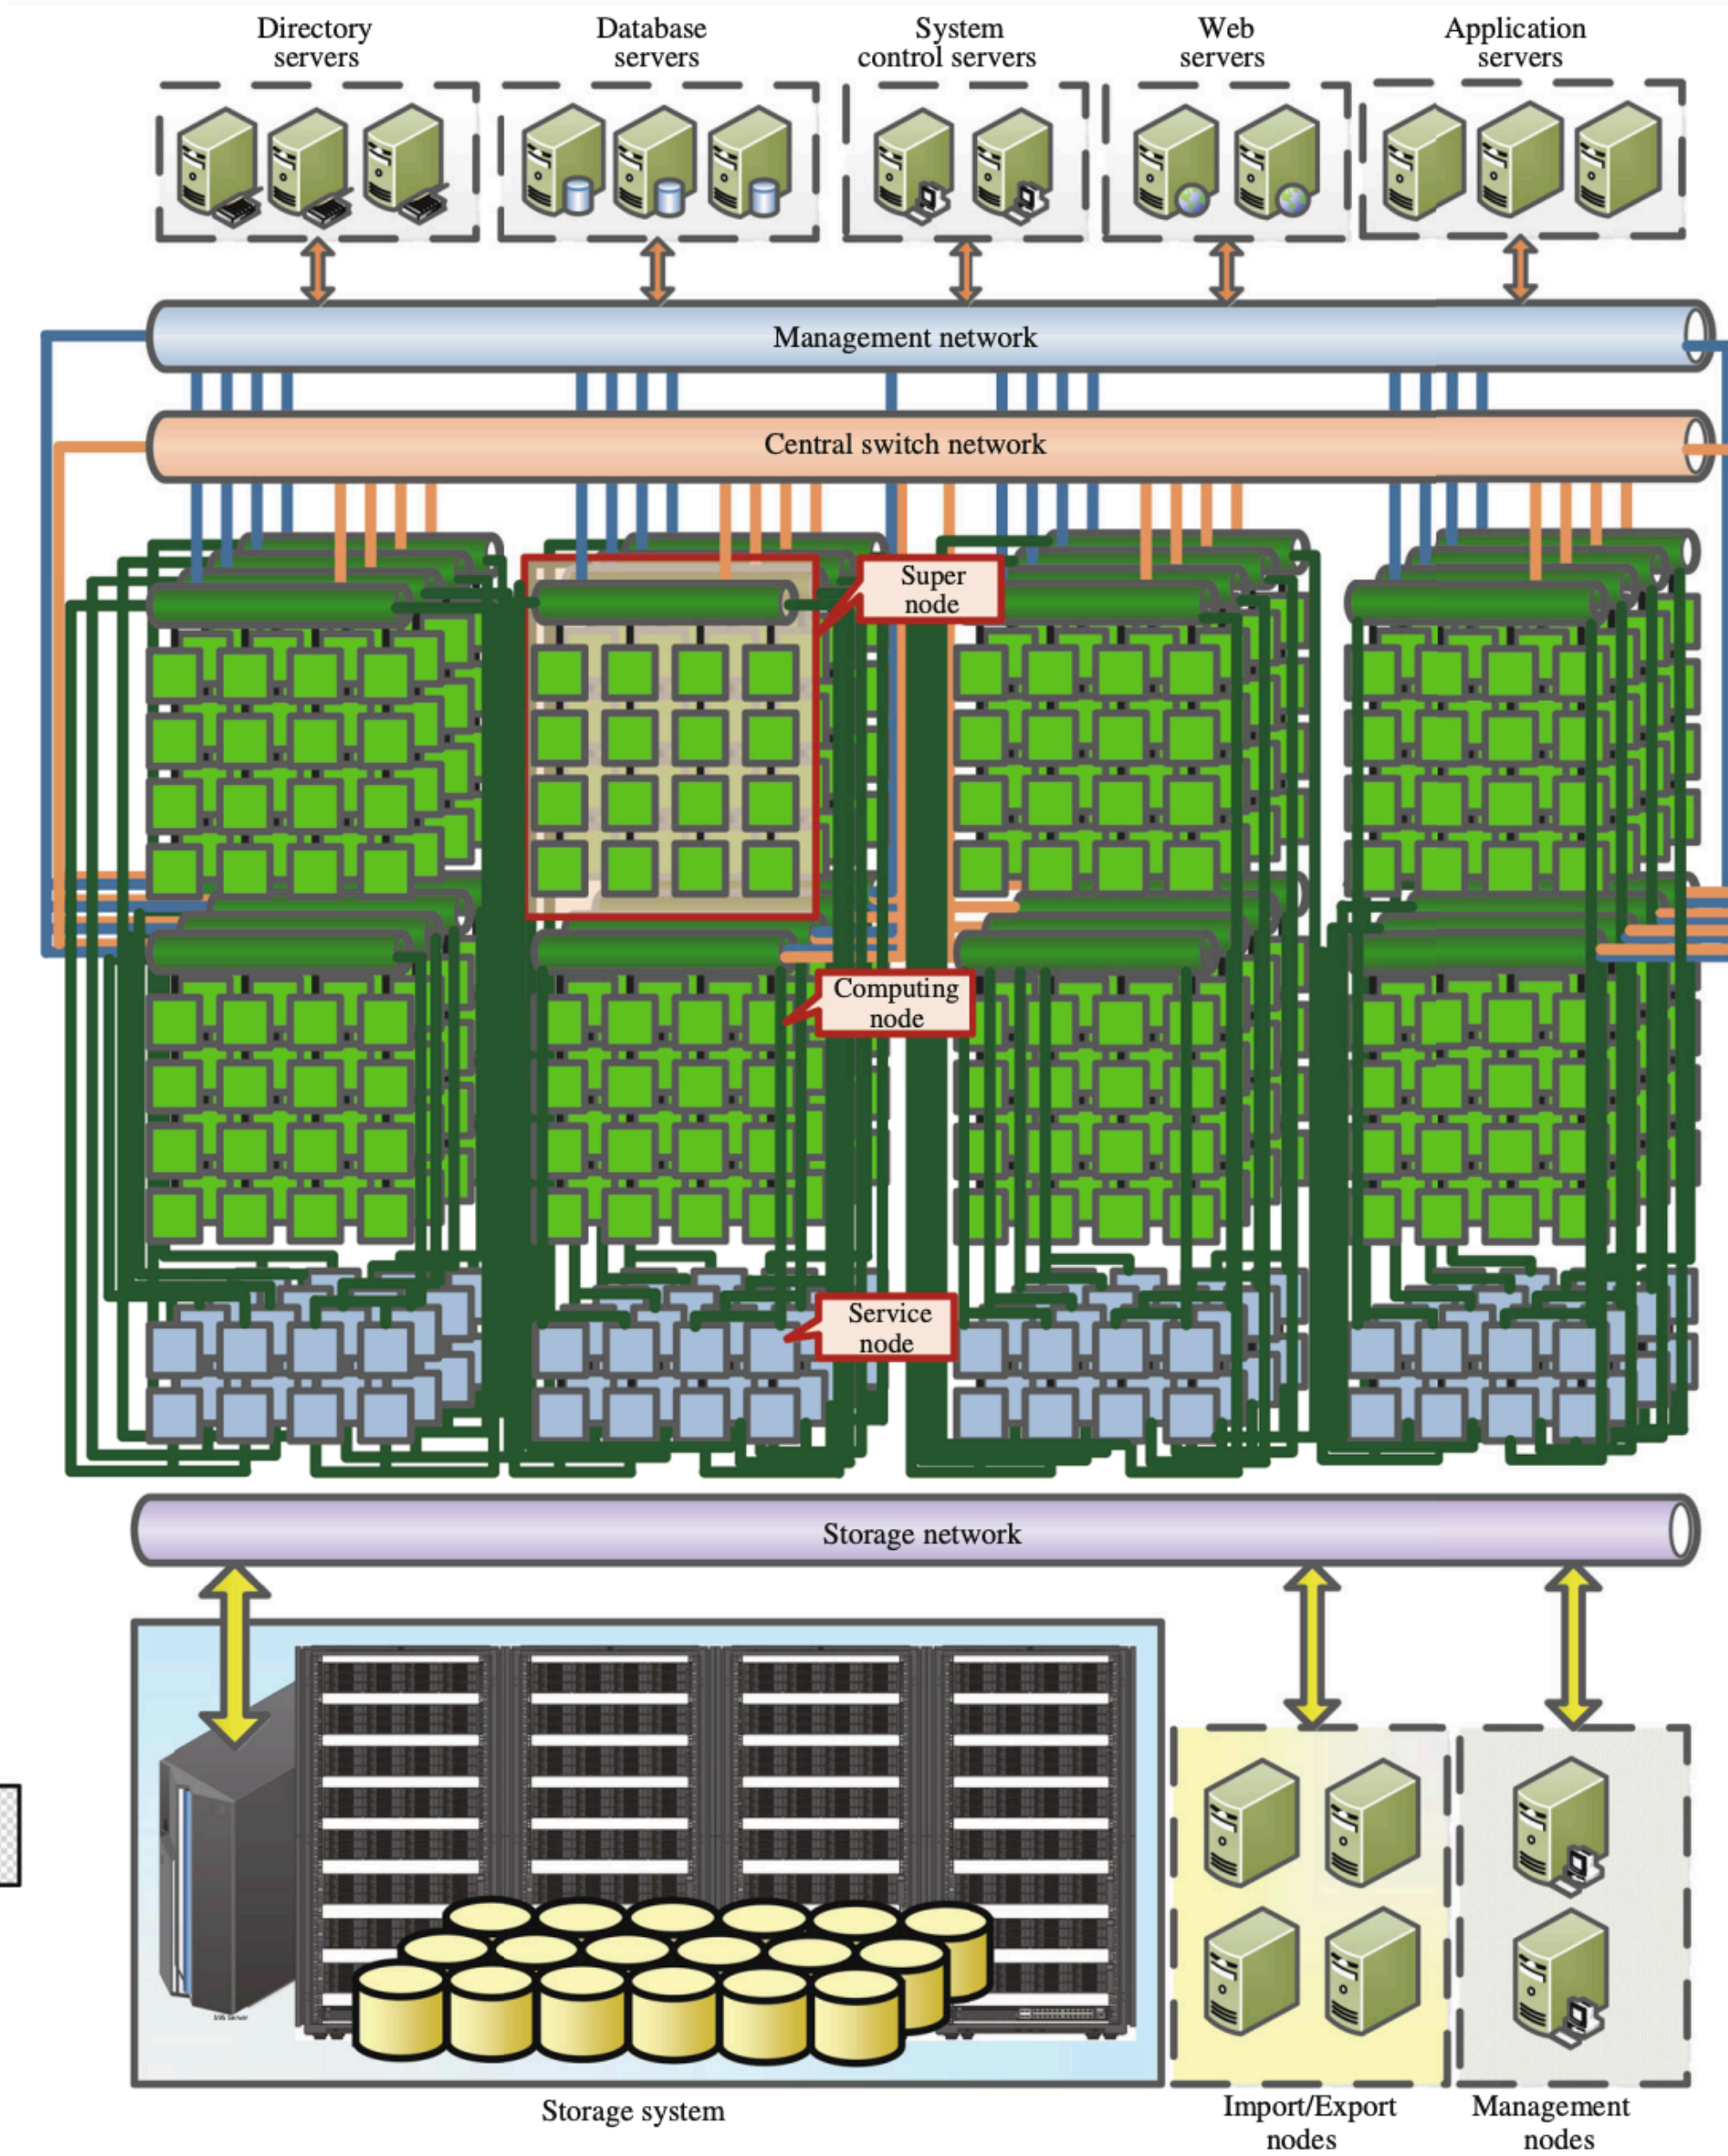 Directory
servers
Database
servers
System
control servers
Web
servers
Application
servers
Management network
Central switch network
Super
node
Computing
node
Service
node
Storage network
Storage system
Import/Export
nodes
Management
nodes